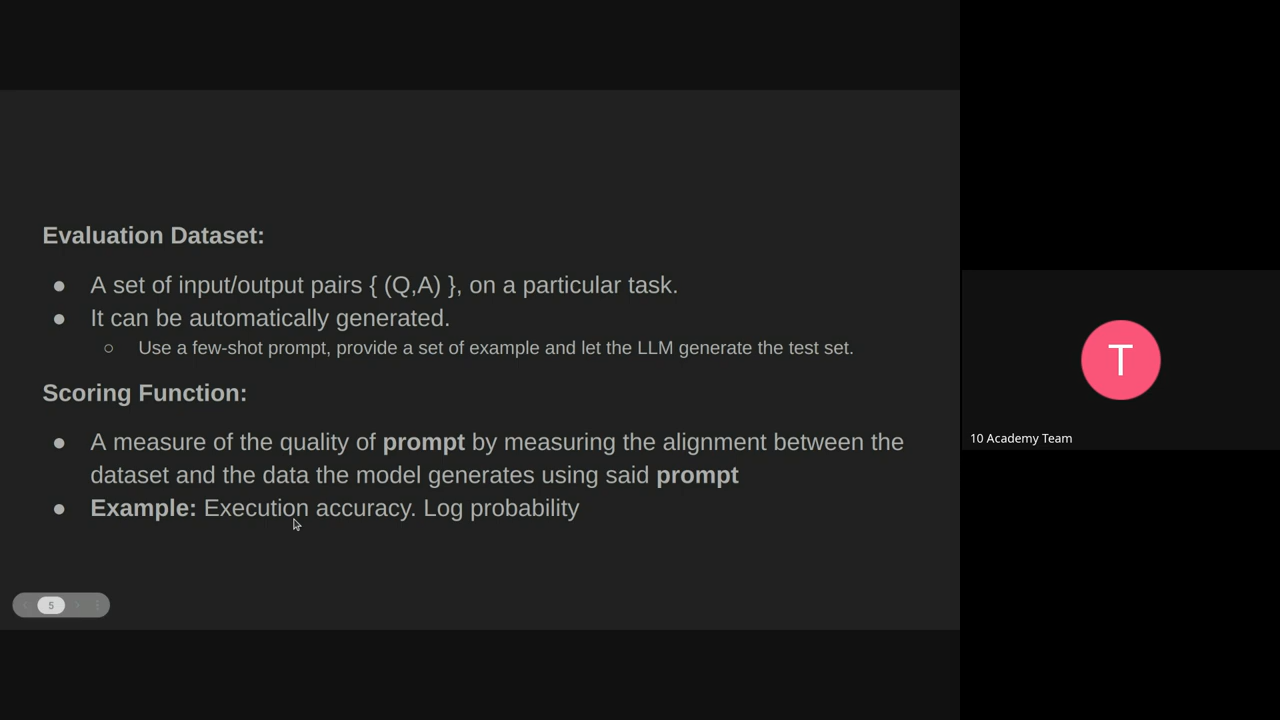 Evaluation Dataset:
● A set of input/output pairs { (Q,A) }, on a particular task.
● It can be automatically generated.
○ Use a few-shot prompt, provide a set of example and let the LLM generate the test set.
Scoring Function:
● A measure of the quality of prompt by measuring the alignment between the
dataset and the data the model generates using said prompt
● Example: Execution accuracy. Log probability
5
T
10 Academy Team